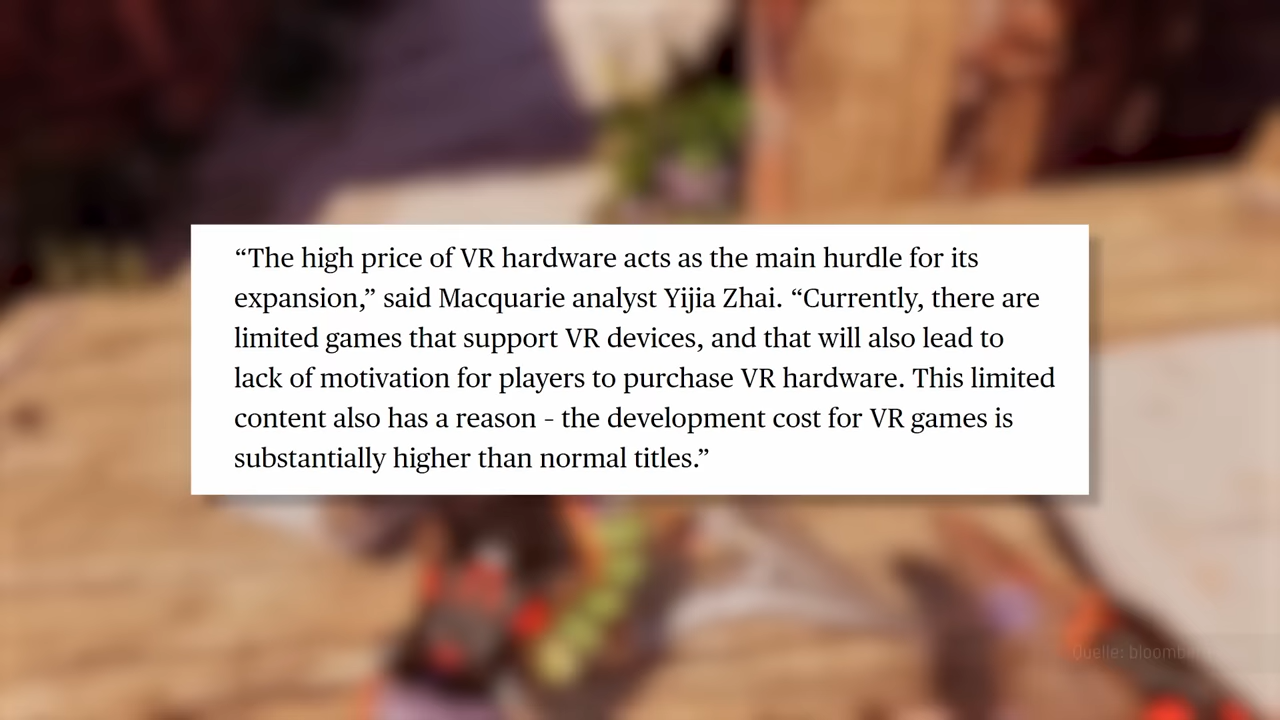 “The high price of VR hardware acts as the main hurdle for its
expansion,” said Macquarie analyst Yijia Zhai. “Currently, there are
limited games that support VR devices, and that will also lead to
lack of motivation for players to purchase VR hardware. This limited
content also has a reason – the development cost for VR games is
substantially higher than normal titles.”
Quelle: